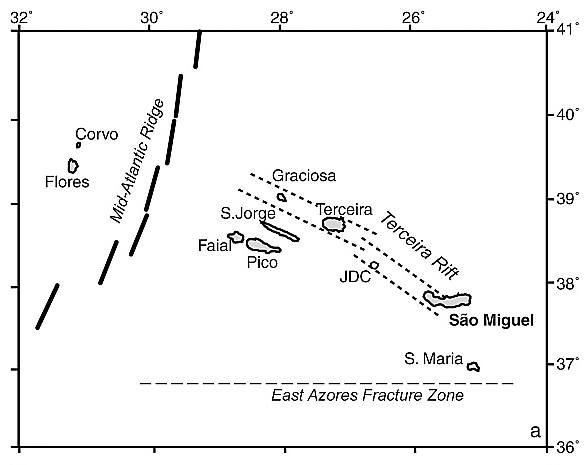 32°
30°
28°
26°
24°
41°
40°
Corvo
Flores
Mid-Atlantic Ridge
Graciosa
39°
S.Jorge
Terceira
Terceira Rift
Faial
Pico
JDC
38°
São Miguel
S. Maria
37°
East Azores Fracture Zone
a
36°